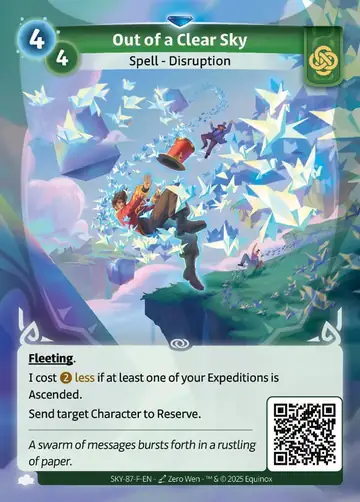 4
4
Out of a Clear Sky
Spell - Disruption
Fleeting.
I cost 2 less if at least one of your Expeditions is
Ascended.
Send target Character to Reserve.
A swarm of messages bursts forth in a rustling
of paper.
SKY-87-F-EN - Zero Wen - ™ & © 2025 Equinox